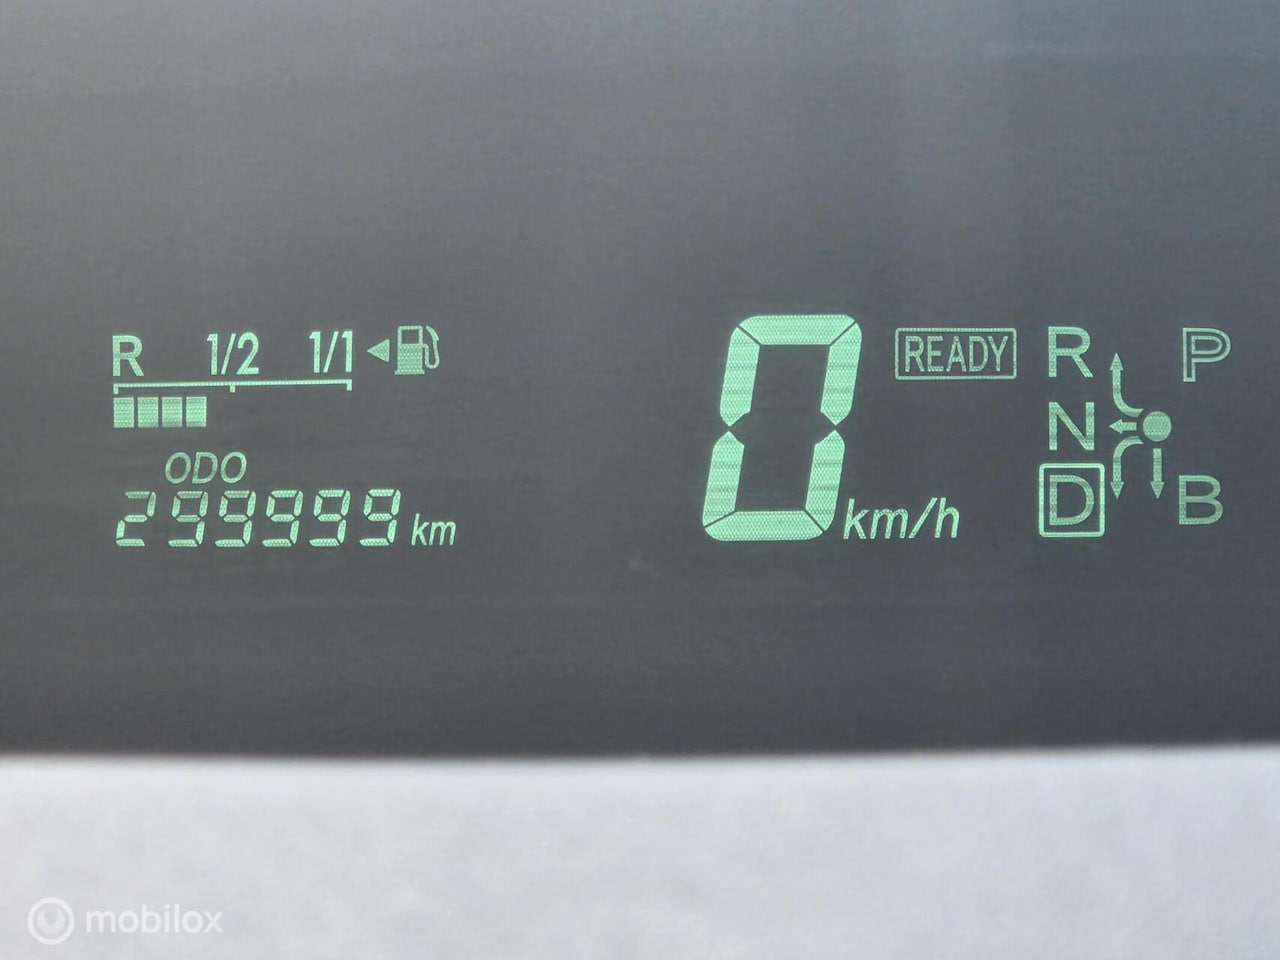 R 1/2 1/1
ODO
299999 km
0 km/h
READY
R P
N
D B
mobilox